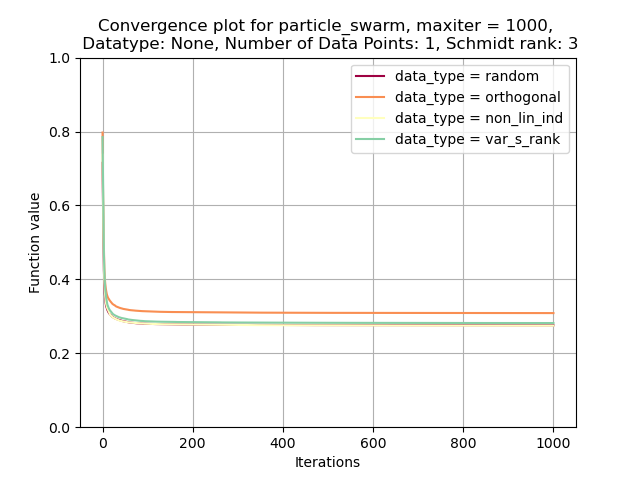 Convergence plot for particle_swarm, maxiter = 1000,
Datatype: None, Number of Data Points: 1, Schmidt rank: 3
1.0
0.8
0.6
0.4
0.2
0.0
Function value
data_type = random
data_type = orthogonal
data_type = non_lin_ind
data_type = var_s_rank
0 200 400 600 800 1000
Iterations